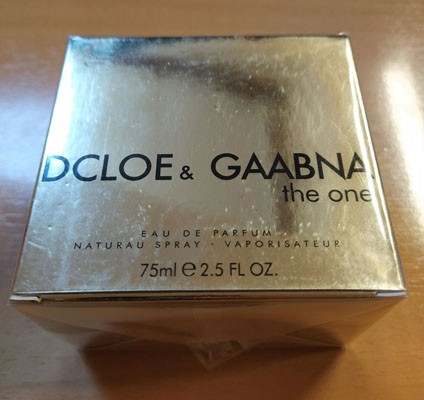 DCLOE & GAABNA
the one
EAU DE PARFUM
NATURAU SPRAY · VAPORISATEUR
75ml e 2.5 FL OZ.